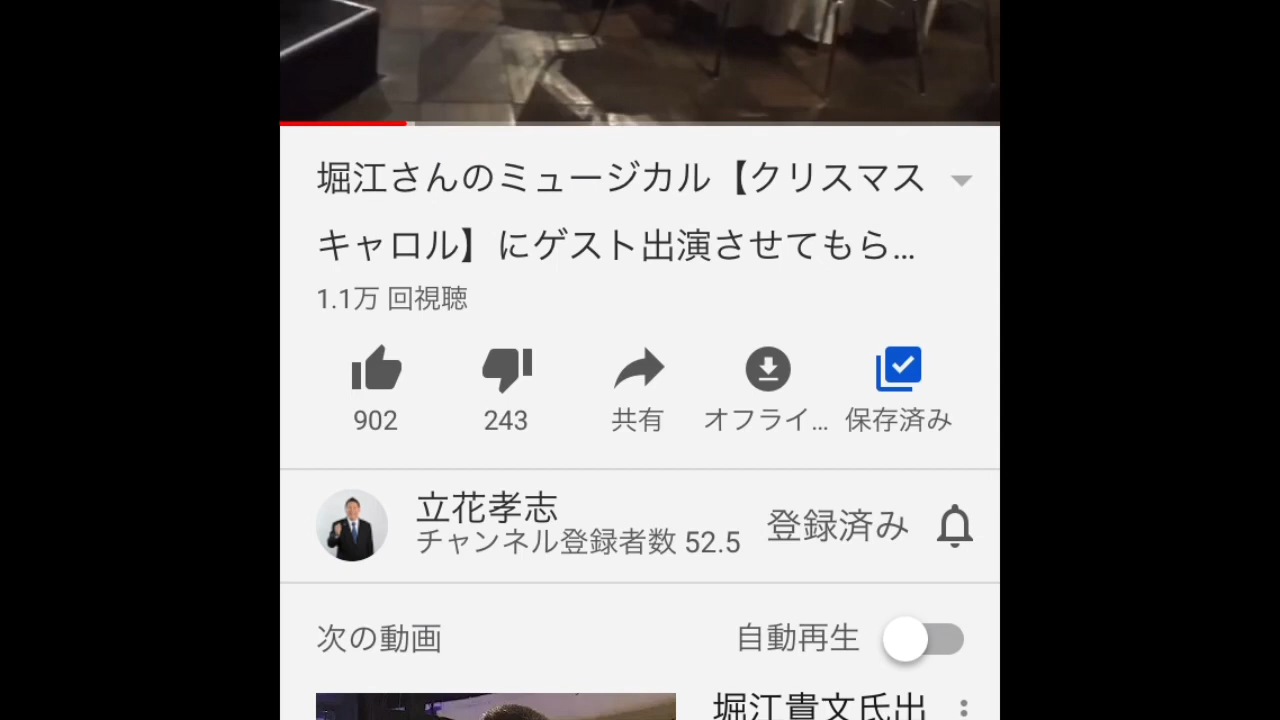 堀江さんのミュージカル【クリスマス
キャロル】にゲスト出演させてもら...
1.1万 回視聴
902
243
共有
オフライ...
保存済み
立花孝志
チャンネル登録者数 52.5
登録済み
次の動画
自動再生
堀江貴文氏出